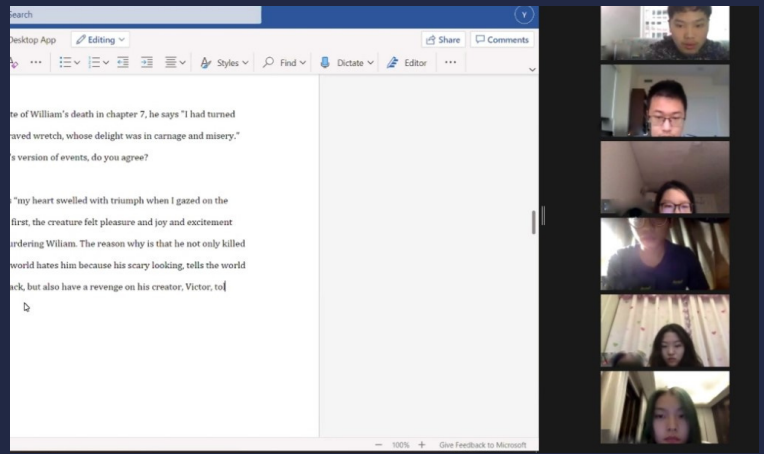 Search
Y
Desktop App Editing Share Comments
Styles Find Dictate Editor
te of William's death in chapter 7, he says "I had turned
raved wretch, whose delight was in carnage and misery."
's version of events, do you agree?
"my heart swelled with triumph when I gazed on the
first, the creature felt pleasure and joy and excitement
urdering Wiliam. The reason why is that he not only killed
world hates him because his scary looking, tells the world
ack, but also have a revenge on his creator, Victor, to
100% Give Feedback to Microsoft